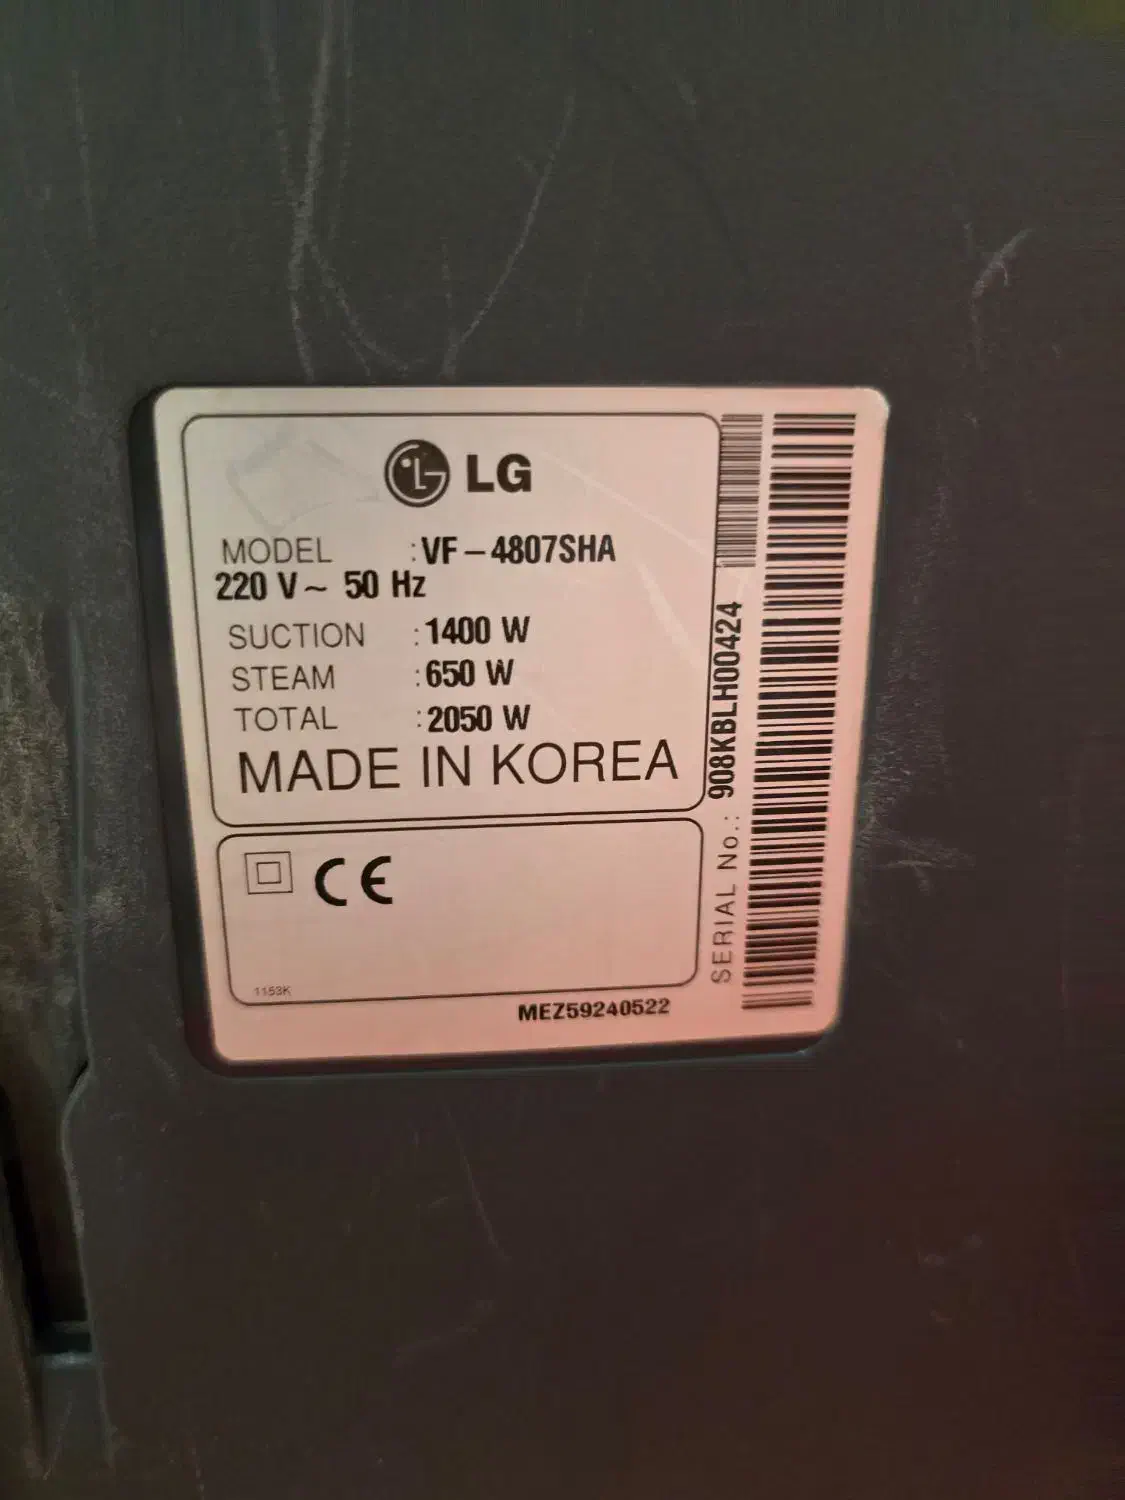 LG
MODEL : VF-4807SHA
220 V~ 50 Hz
SUCTION : 1400 W
STEAM : 650 W
TOTAL : 2050 W
MADE IN KOREA
CE
1153K
MEZ59240522
SERIAL No.: 908KBLH00424